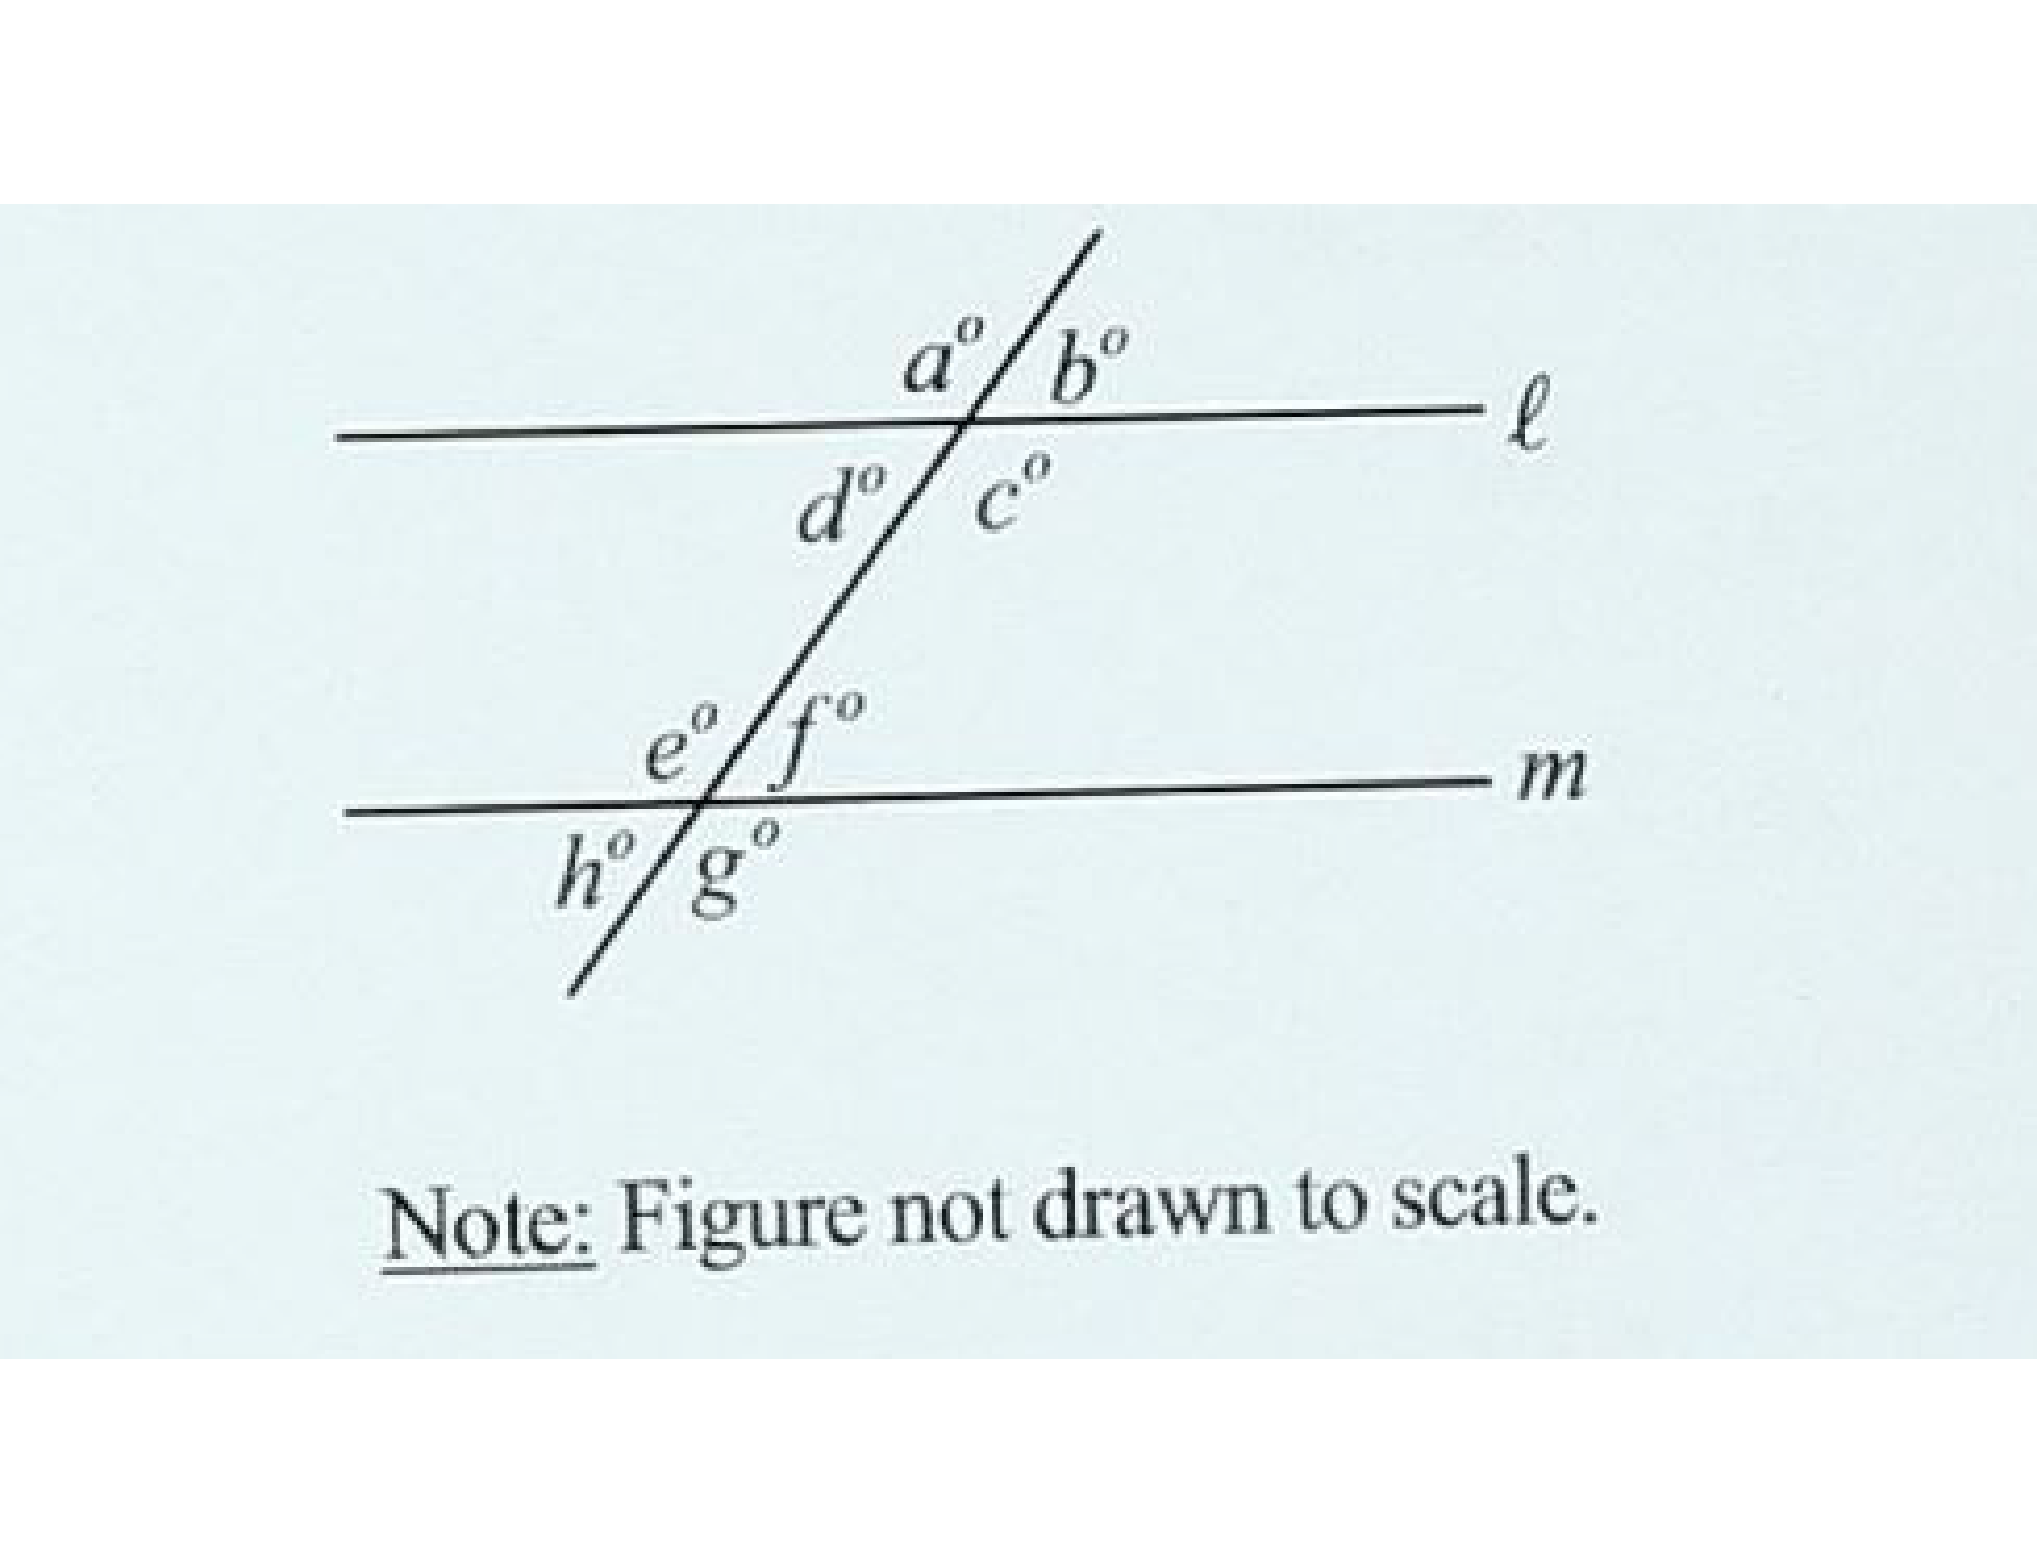 a° b°
ℓ
d° c°
e° f°
m
h° g°
Note: Figure not drawn to scale.